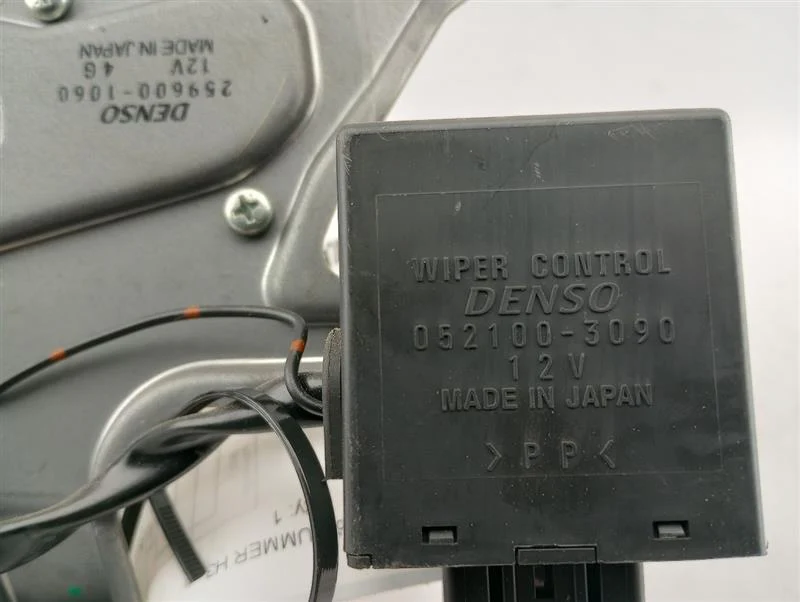 DENSO
259600-1060
12V 4G
MADE IN JAPAN
WIPER CONTROL
DENSO
052100-3090
12V
MADE IN JAPAN
>PP<